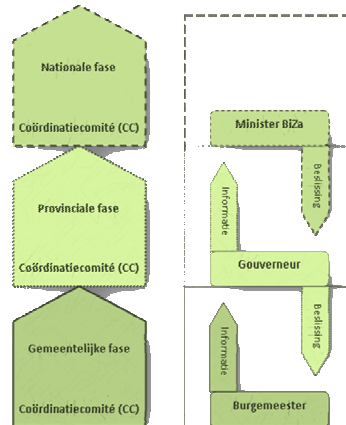 Nationale fase
Coördinatiecomité (CC)
Minister BiZa
Beslissing
Informatie
Provinciale fase
Coördinatiecomité (CC)
Gouverneur
Beslissing
Informatie
Gemeentelijke fase
Coördinatiecomité (CC)
Burgemeester